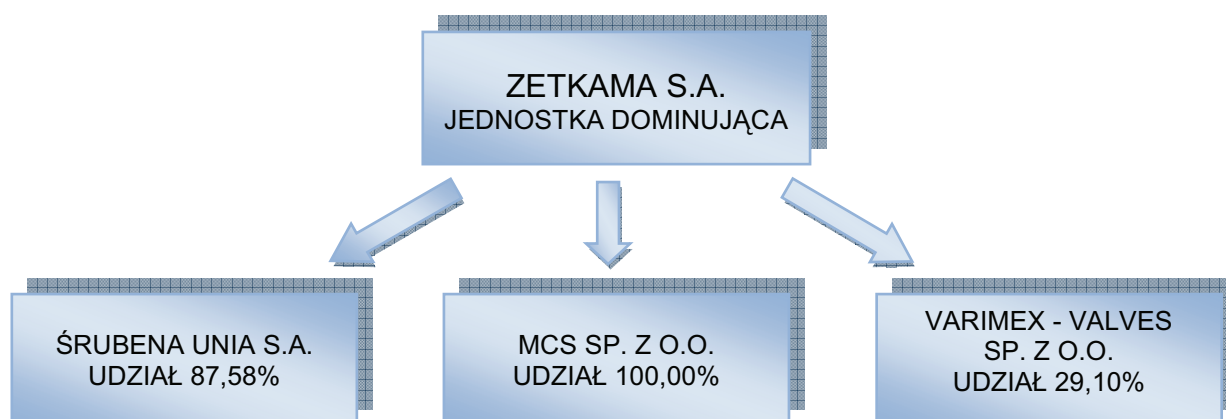 ZETKAMA S.A.
JEDNOSTKA DOMINUJĄCA
ŚRUBENA UNIA S.A.
UDZIAŁ 87,58%
MCS SP. Z O.O.
UDZIAŁ 100,00%
VARIMEX - VALVES
SP. Z O.O.
UDZIAŁ 29,10%